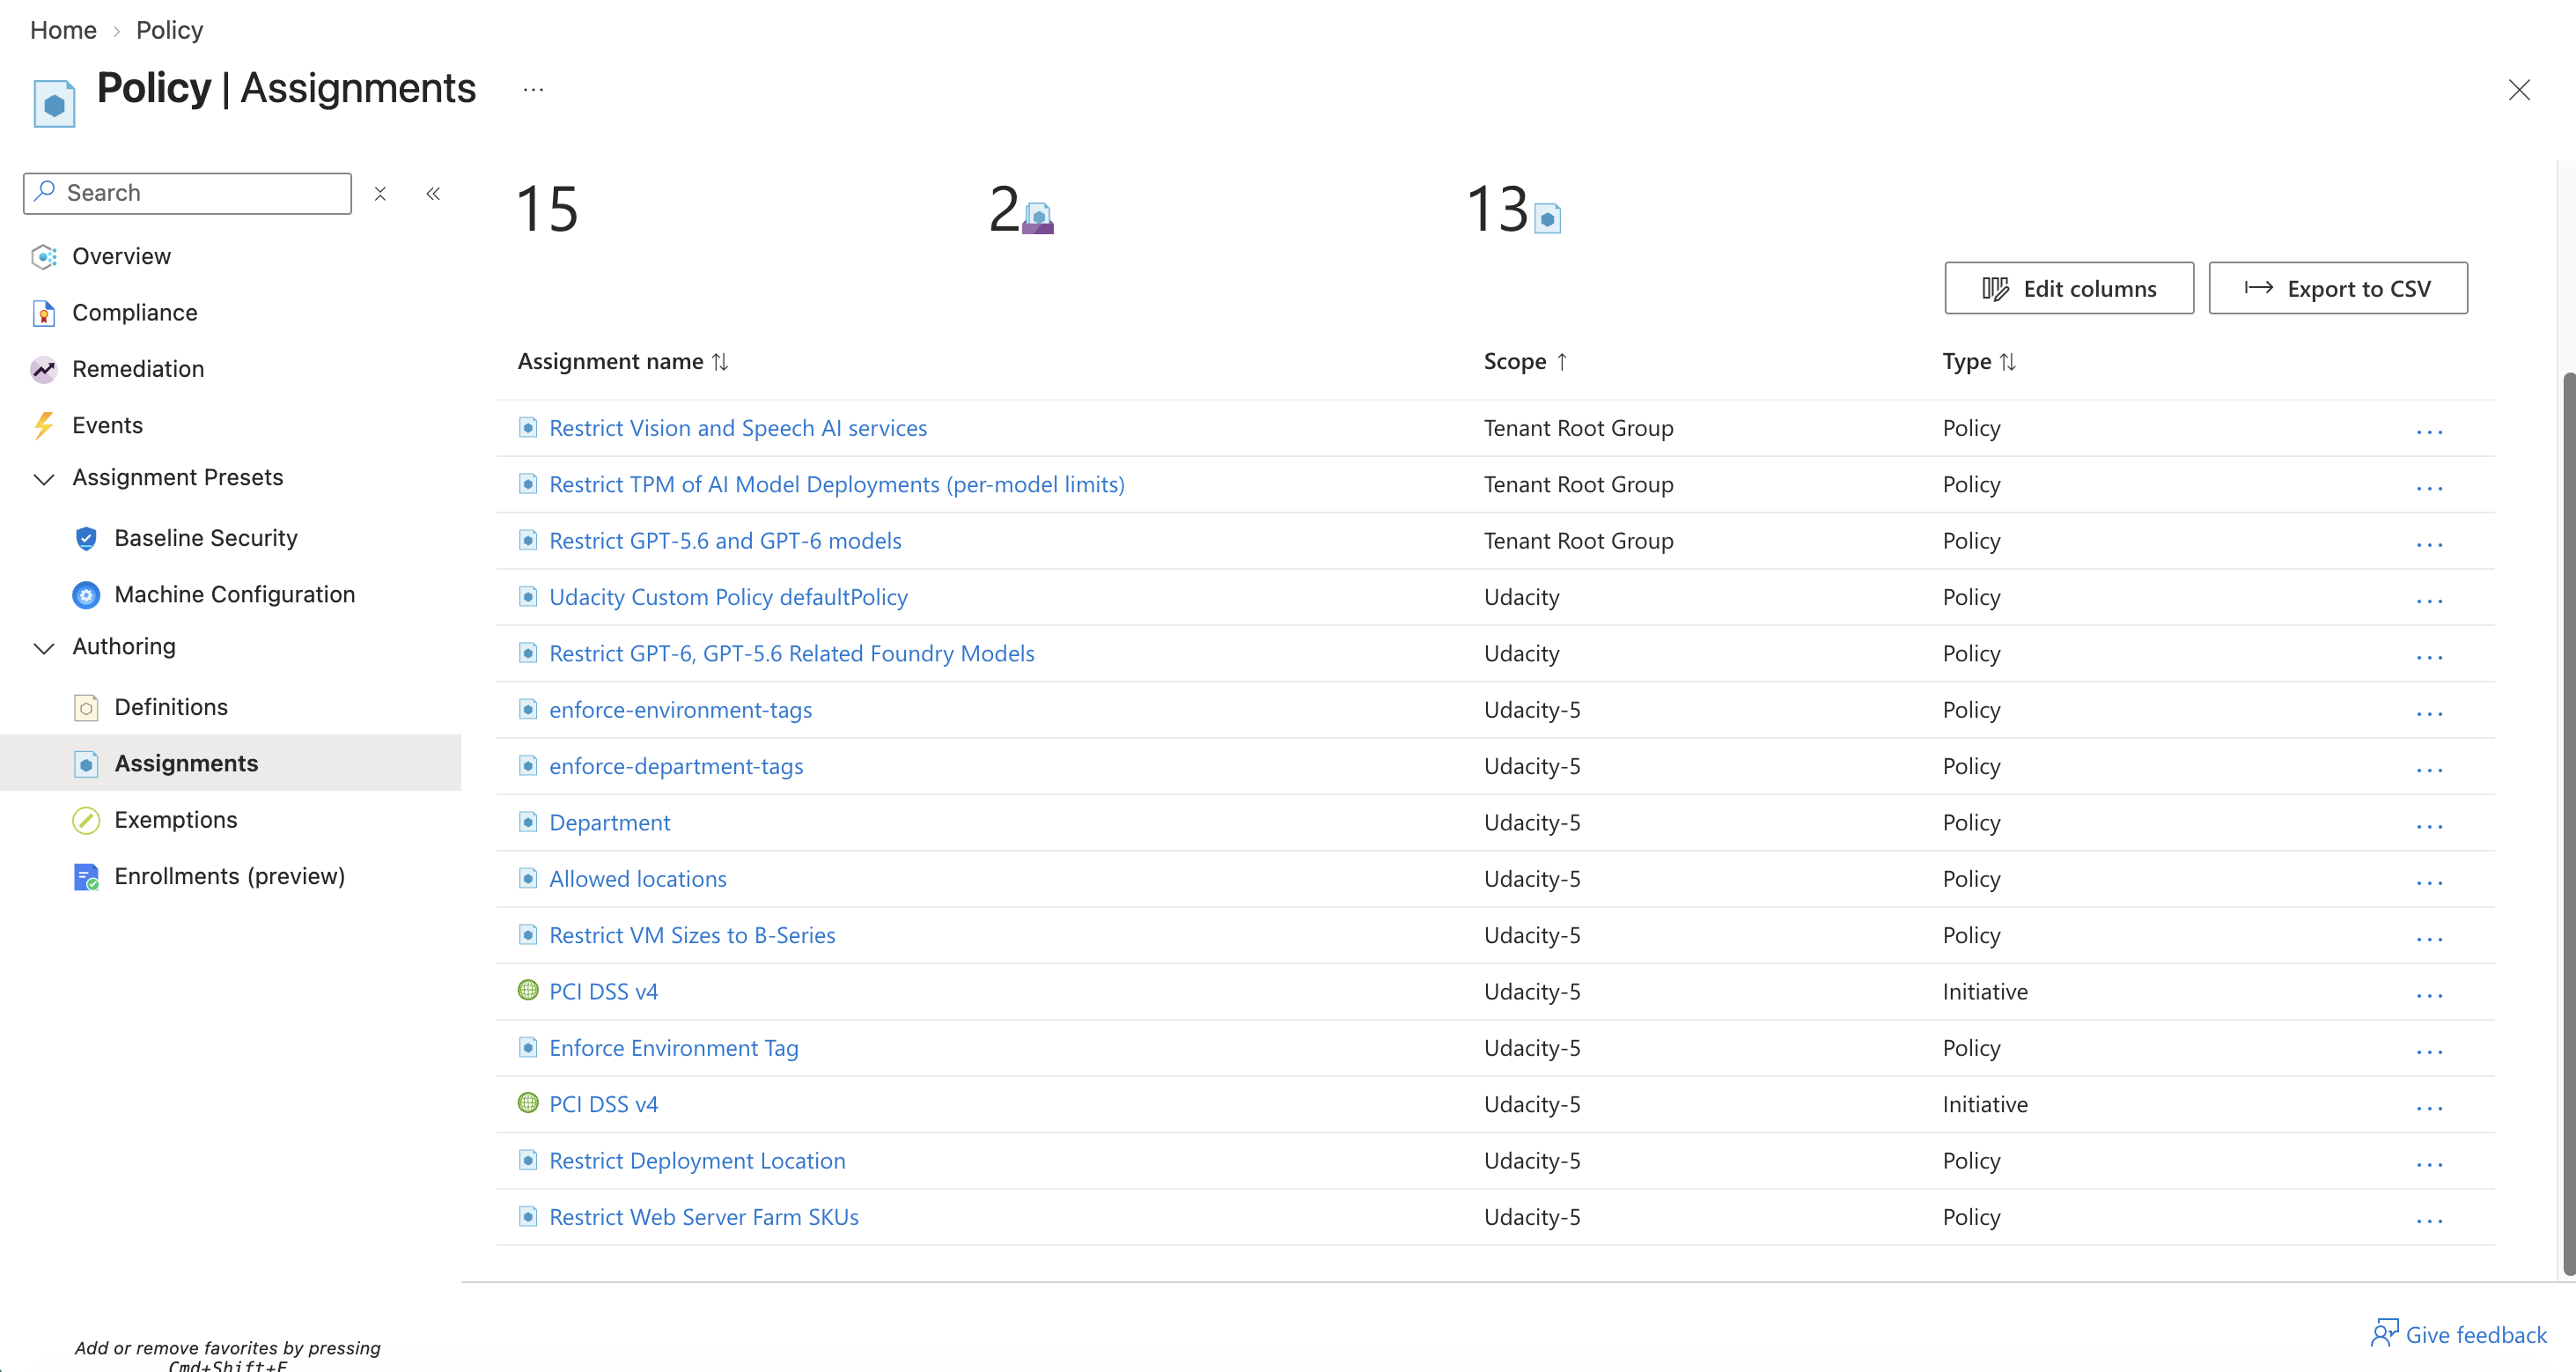 Home > Policy
Policy | Assignments ...
Search
Overview
Compliance
Remediation
Events
Assignment Presets
Baseline Security
Machine Configuration
Authoring
Definitions
Assignments
Exemptions
Enrollments (preview)
Add or remove favorites by pressing
Cmd+Shift+F
15 2 13
Edit columns Export to CSV
Assignment name Scope Type
Restrict Vision and Speech AI services Tenant Root Group Policy ...
Restrict TPM of AI Model Deployments (per-model limits) Tenant Root Group Policy ...
Restrict GPT-5.6 and GPT-6 models Tenant Root Group Policy ...
Udacity Custom Policy defaultPolicy Udacity Policy ...
Restrict GPT-6, GPT-5.6 Related Foundry Models Udacity Policy ...
enforce-environment-tags Udacity-5 Policy ...
enforce-department-tags Udacity-5 Policy ...
Department Udacity-5 Policy ...
Allowed locations Udacity-5 Policy ...
Restrict VM Sizes to B-Series Udacity-5 Policy ...
PCI DSS v4 Udacity-5 Initiative ...
Enforce Environment Tag Udacity-5 Policy ...
PCI DSS v4 Udacity-5 Initiative ...
Restrict Deployment Location Udacity-5 Policy ...
Restrict Web Server Farm SKUs Udacity-5 Policy ...
Give feedback